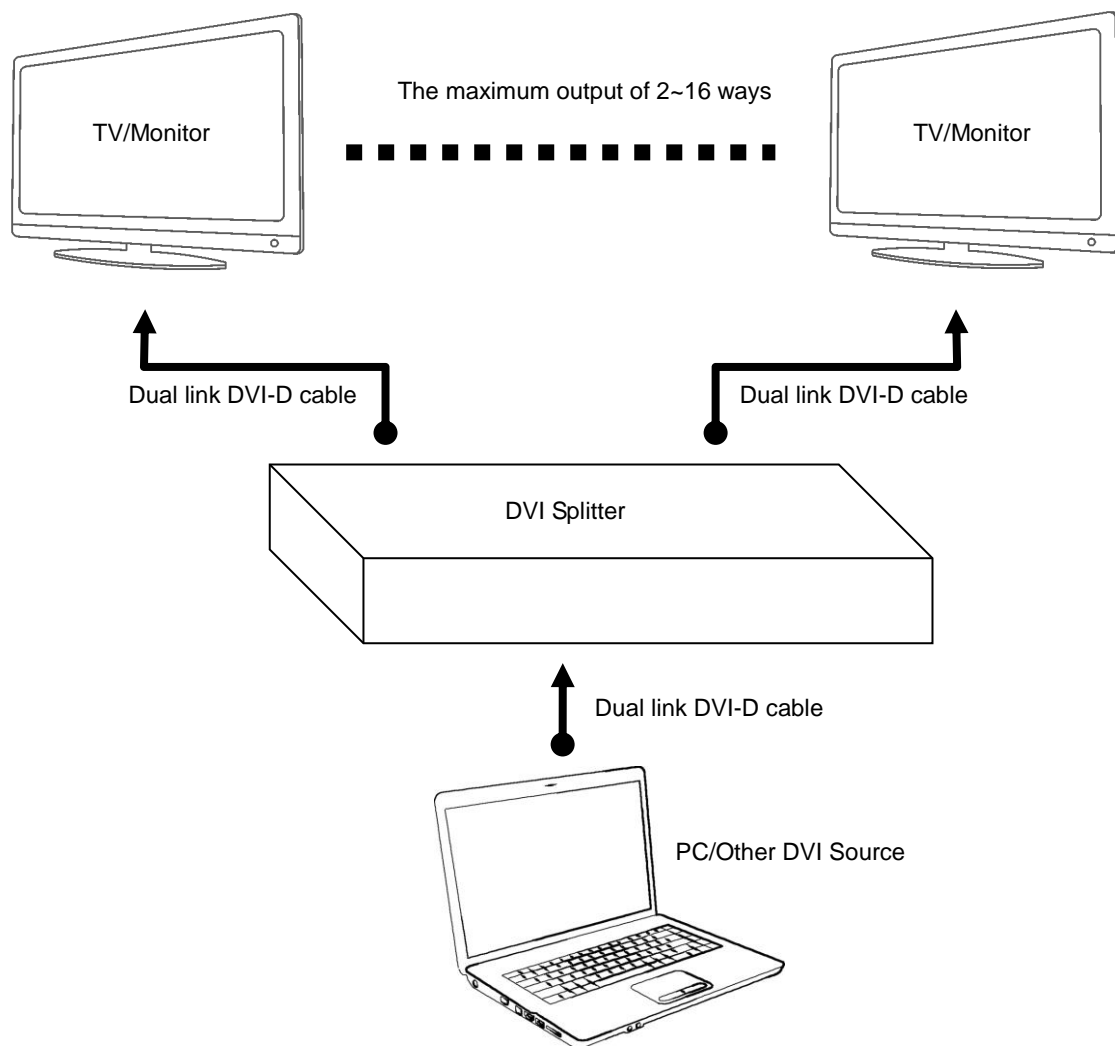 The maximum output of 2~16 ways
TV/Monitor
TV/Monitor
Dual link DVI-D cable
Dual link DVI-D cable
DVI Splitter
Dual link DVI-D cable
PC/Other DVI Source